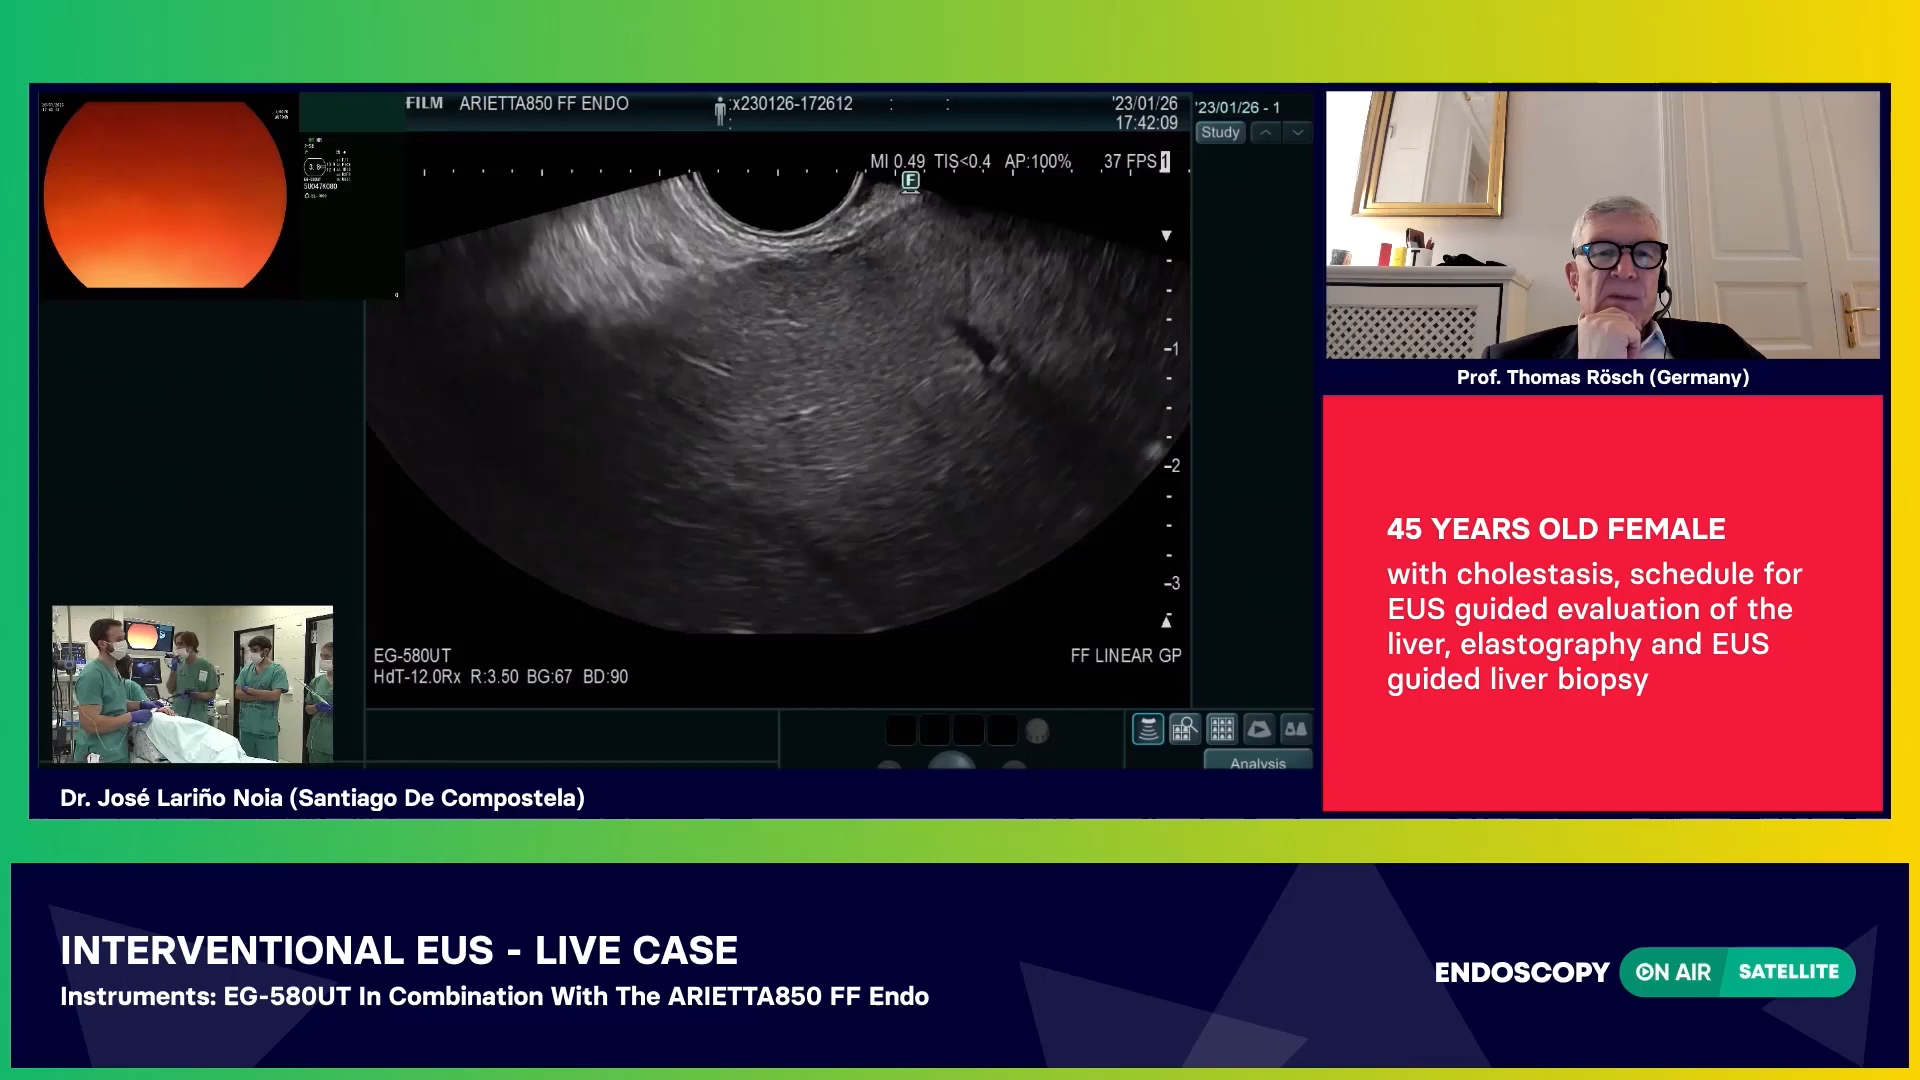 FILM ARIETTA850 FF ENDO :x230126-172612 : : '23/01/26
: 17:42:09
'23/01/26 - 1
Study
MI 0.49 TIS<0.4 AP:100% 37 FPS 1
F
1
2
3
EG-580UT
FF LINEAR GP
HdT-12.0Rx R:3.50 BG:67 BD:90
Analysis
Dr. José Lariño Noia (Santiago De Compostela)
Prof. Thomas Rösch (Germany)
45 YEARS OLD FEMALE
with cholestasis, schedule for
EUS guided evaluation of the
liver, elastography and EUS
guided liver biopsy
INTERVENTIONAL EUS - LIVE CASE
Instruments: EG-580UT In Combination With The ARIETTA850 FF Endo
ENDOSCOPY ON AIR SATELLITE